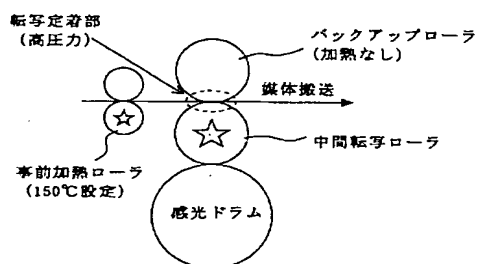 転写定着部
(高圧力)
バックアップローラ
(加熱なし)
媒体搬送
中間転写ローラ
事前加熱ローラ
(150℃設定)
感光ドラム